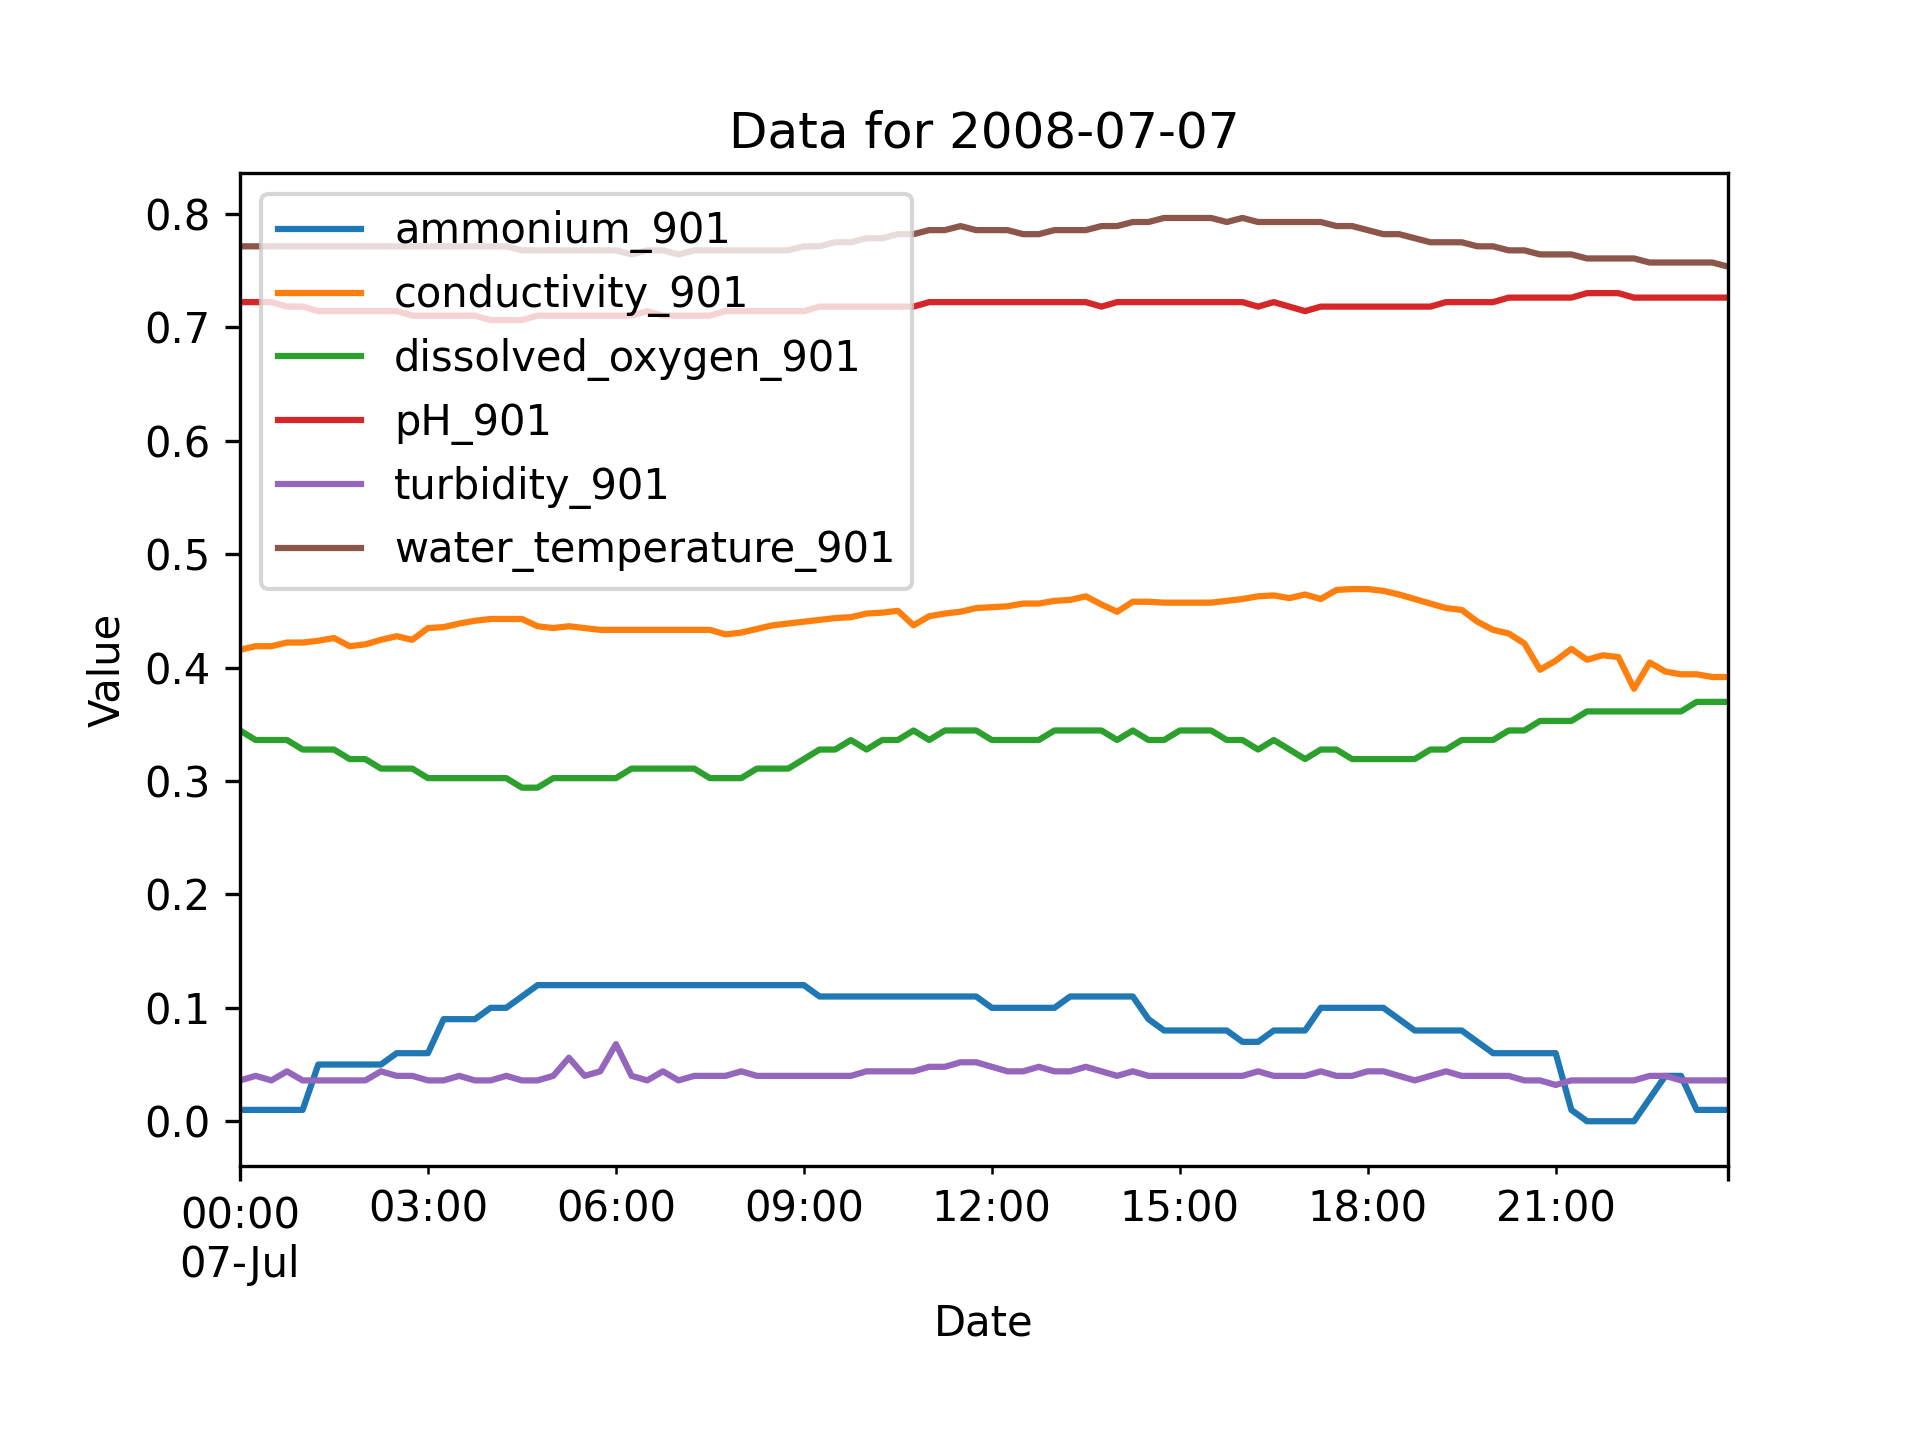 Data for 2008-07-07
ammonium_901
conductivity_901
dissolved_oxygen_901
pH_901
turbidity_901
water_temperature_901
0.8
0.7
0.6
0.5
0.4
0.3
0.2
0.1
0.0
Value
00:00 03:00 06:00 09:00 12:00 15:00 18:00 21:00
07-Jul
Date